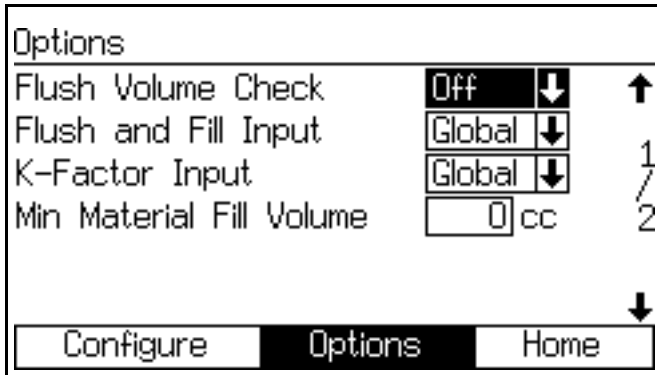 Options
Flush Volume Check Off
Flush and Fill Input Global
K-Factor Input Global
Min Material Fill Volume 0 cc
1/2
Configure Options Home